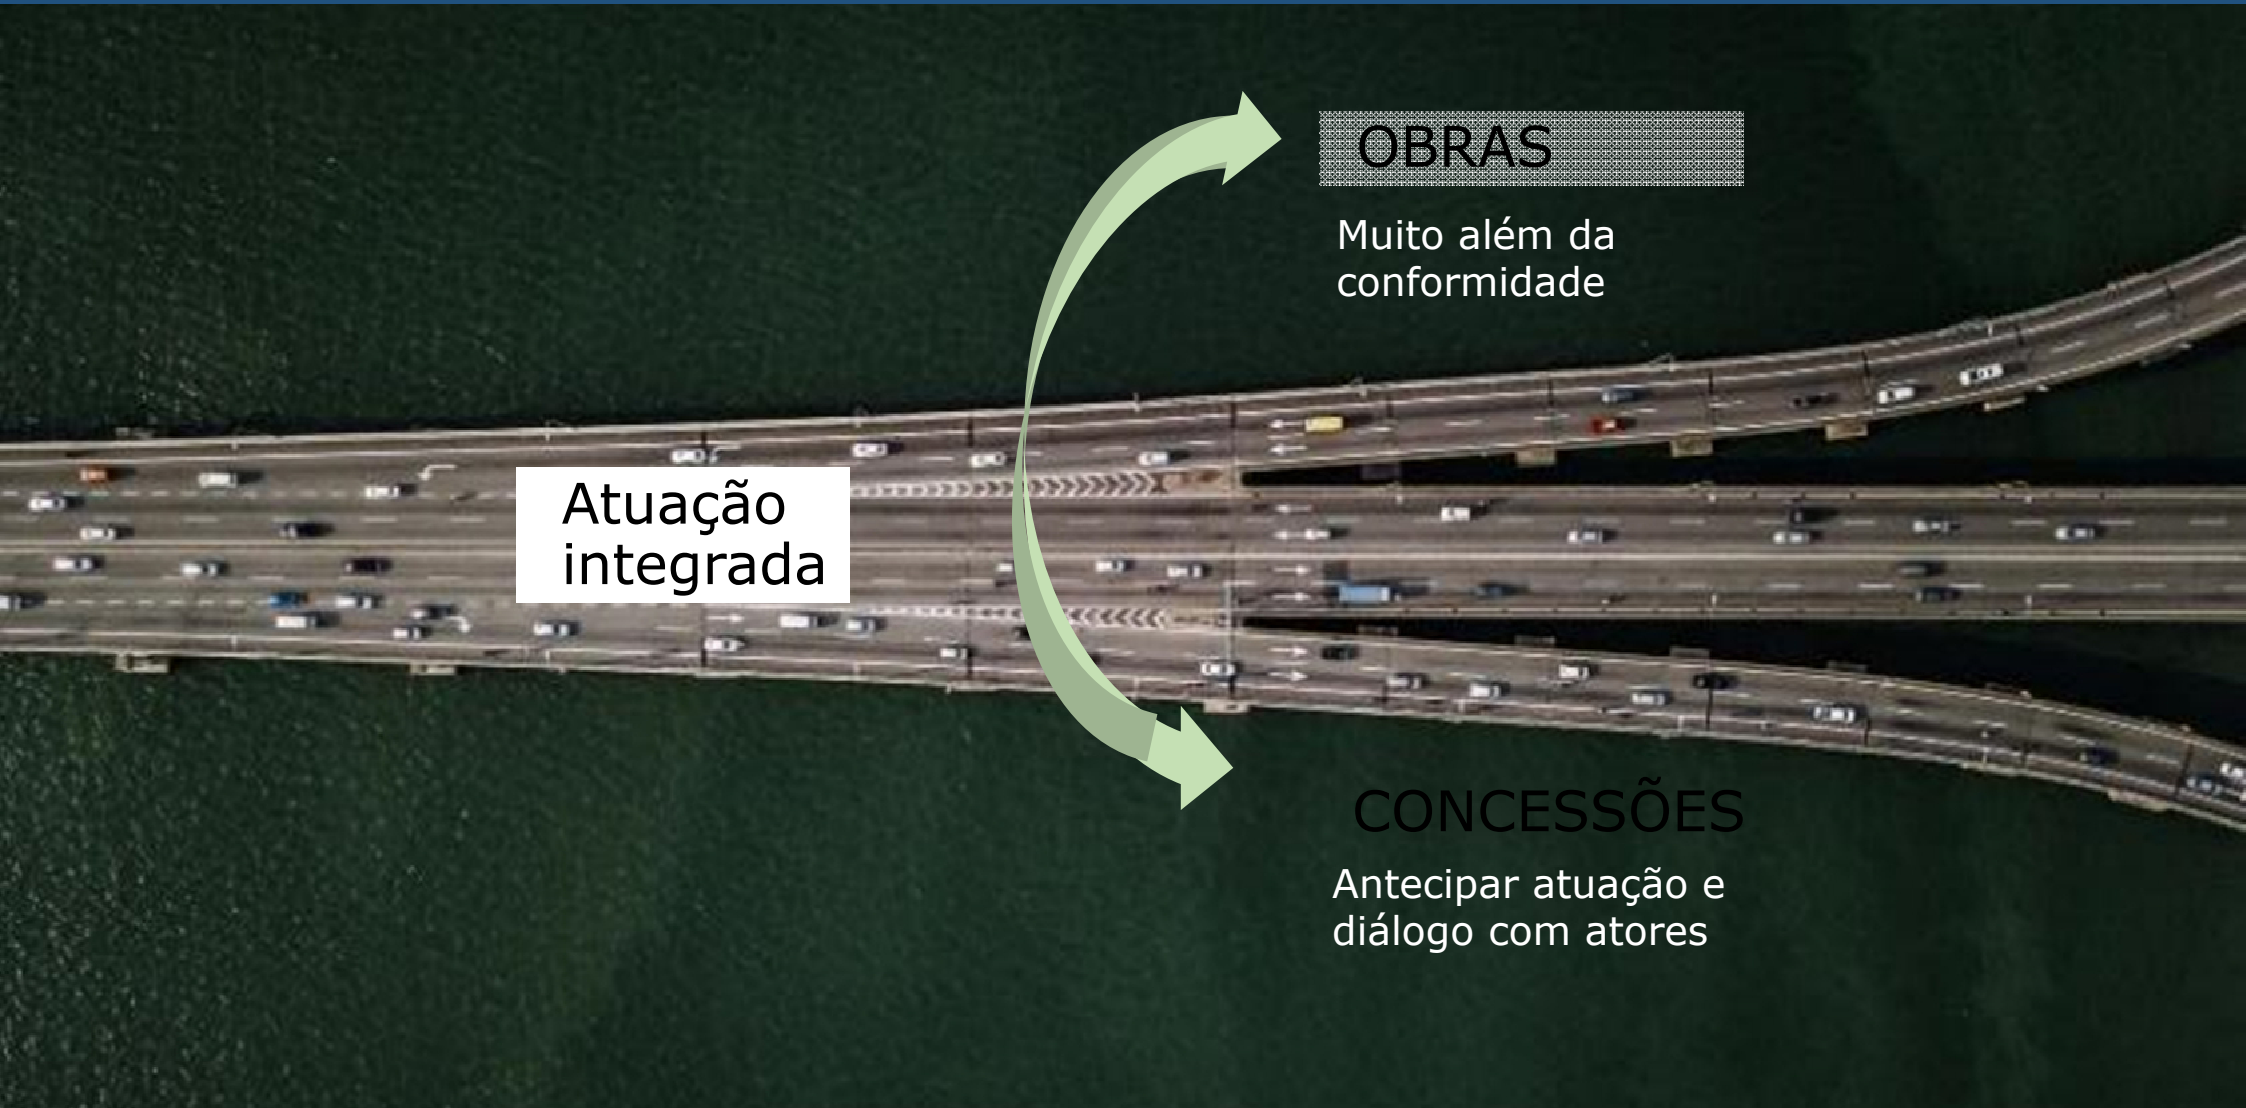 OBRAS
Muito além da
conformidade
Atuação
integrada
CONCESSÕES
Antecipar atuação e
diálogo com atores